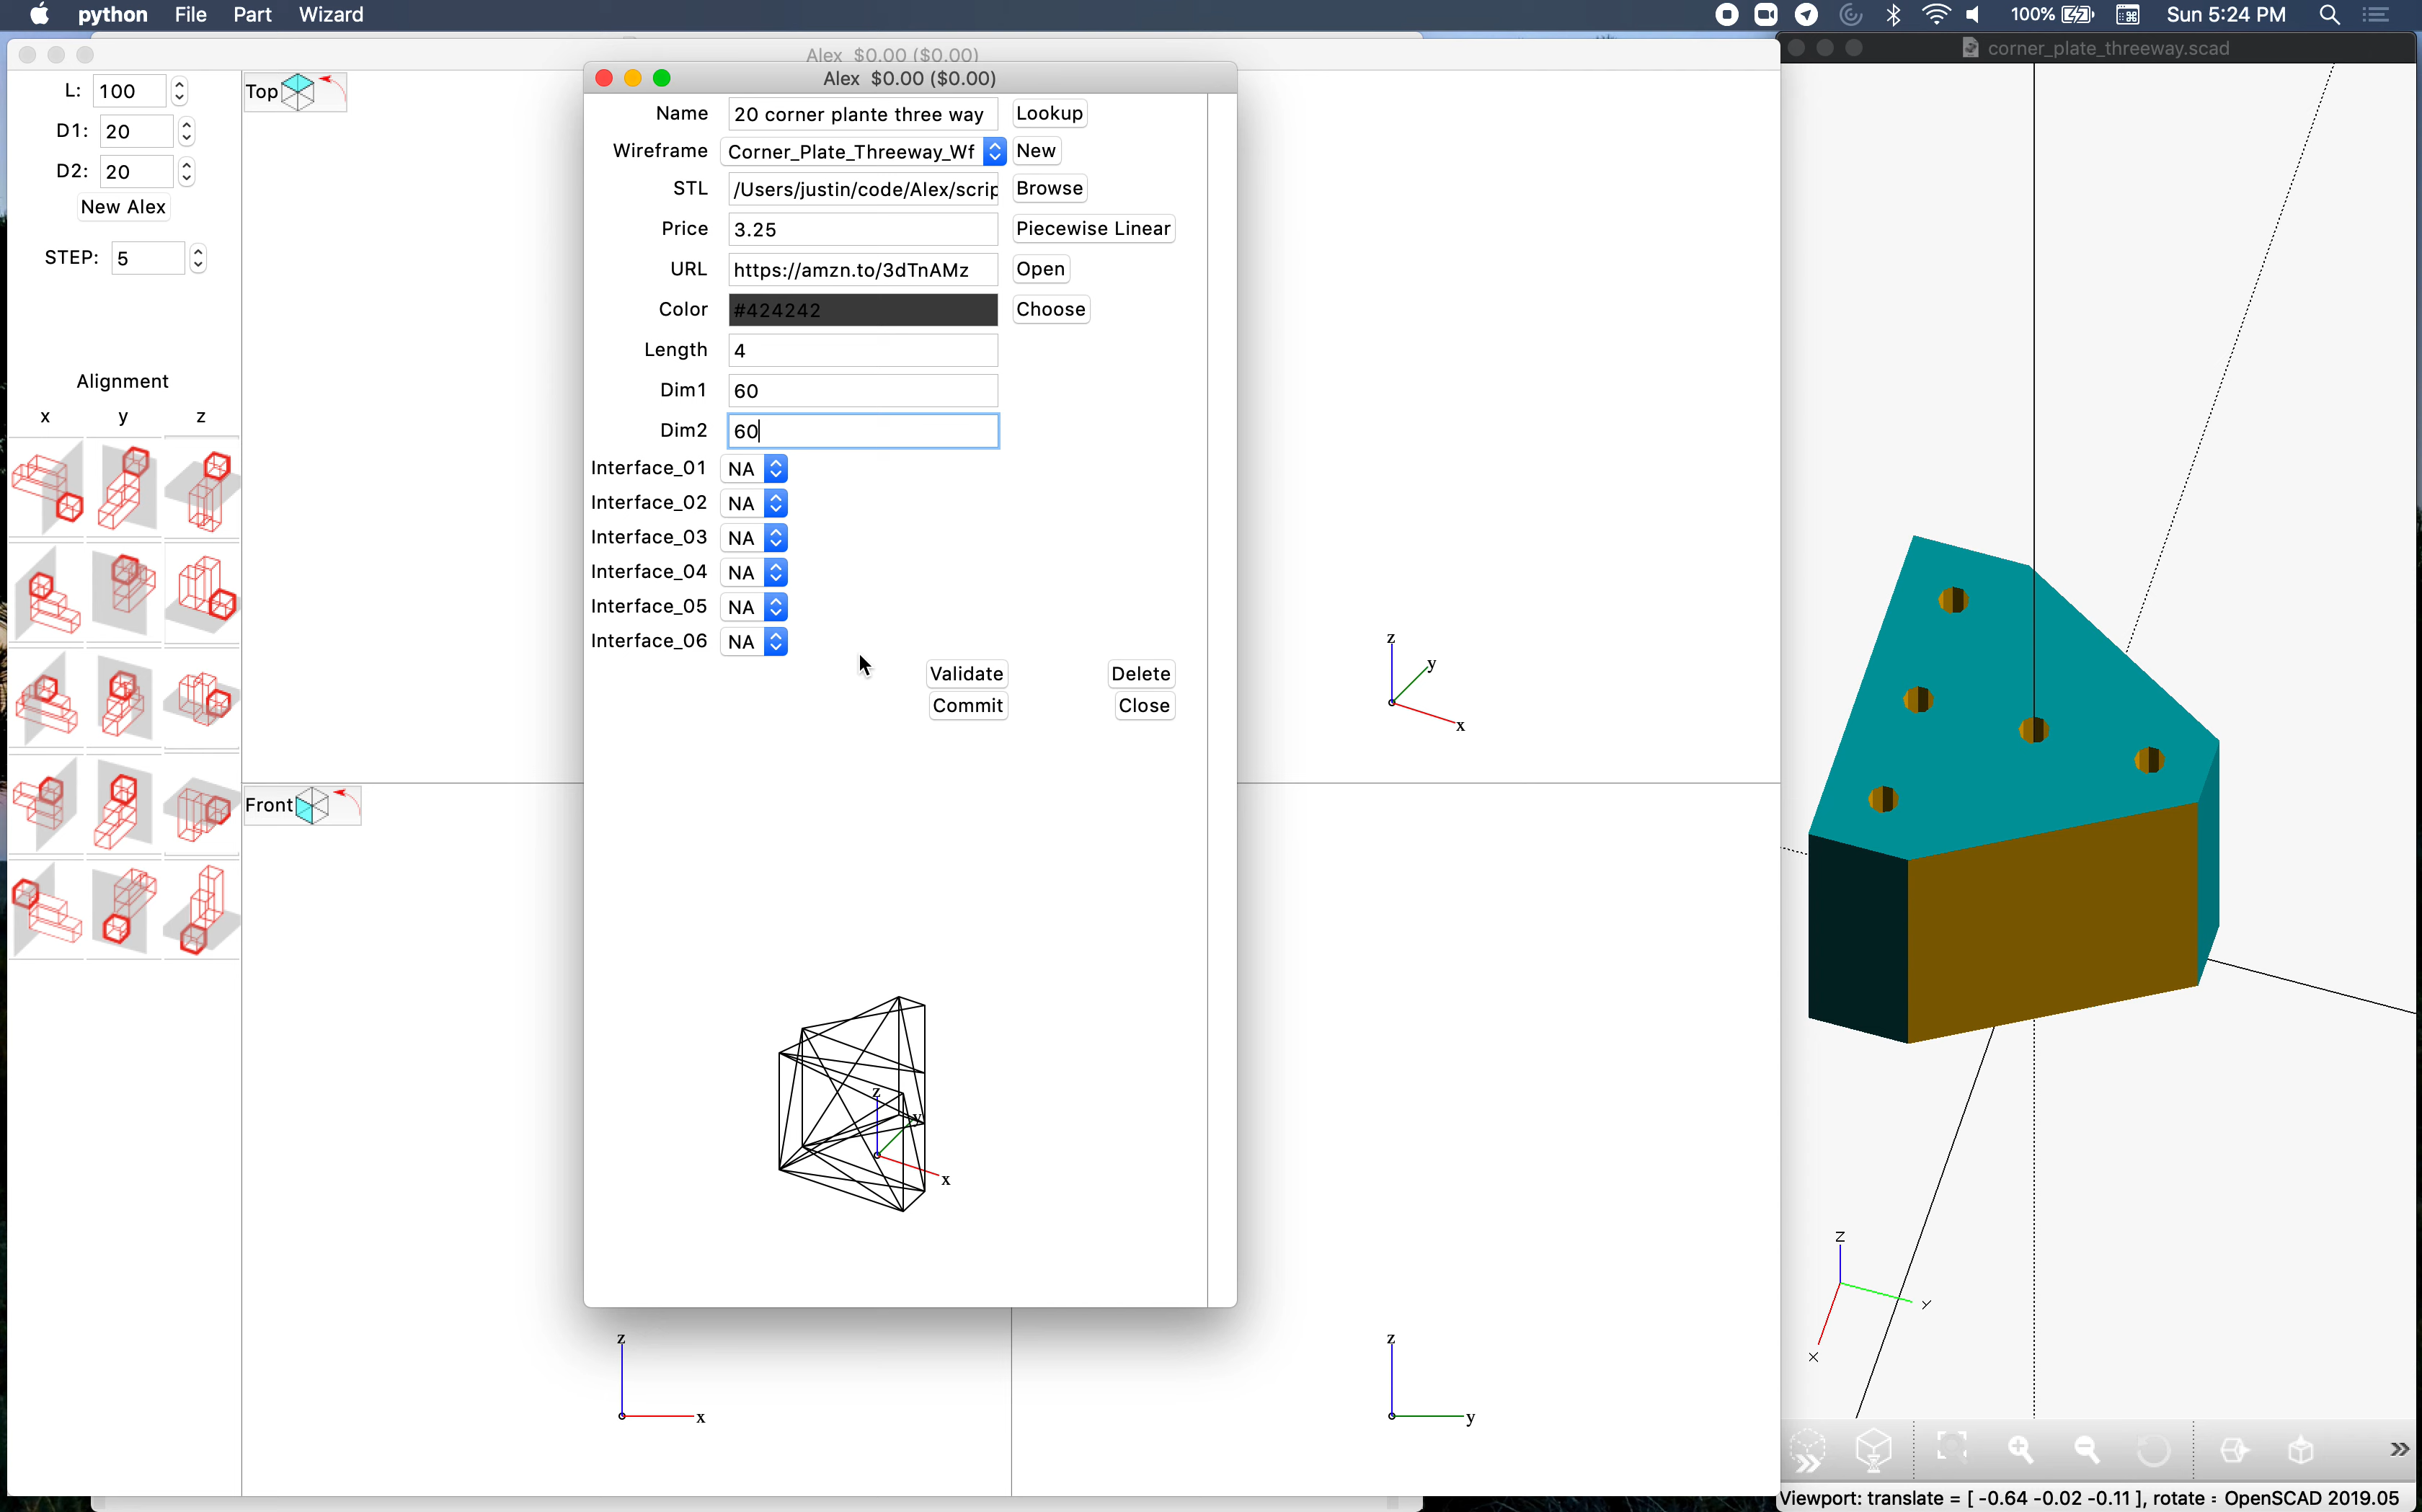 python File Part Wizard 100% Sun 5:24 PM
Alex $0.00 ($0.00)
L: 100
D1: 20
D2: 20
New Alex
STEP: 5
Alignment
x y z
Top
Front
Alex $0.00 ($0.00)
Name 20 corner plante three way Lookup
Wireframe Corner_Plate_Threeway_Wf New
STL /Users/justin/code/Alex/scrip Browse
Price 3.25 Piecewise Linear
URL https://amzn.to/3dTnAMz Open
Color #424242 Choose
Length 4
Dim1 60
Dim2 60
Interface_01 NA
Interface_02 NA
Interface_03 NA
Interface_04 NA
Interface_05 NA
Interface_06 NA
Validate Delete
Commit Close
z
y
x
z
y
x
z
x
z
y
corner_plate_threeway.scad
Z
Y
X
Viewport: translate = [ -0.64 -0.02 -0.11 ], rotate : OpenSCAD 2019.05